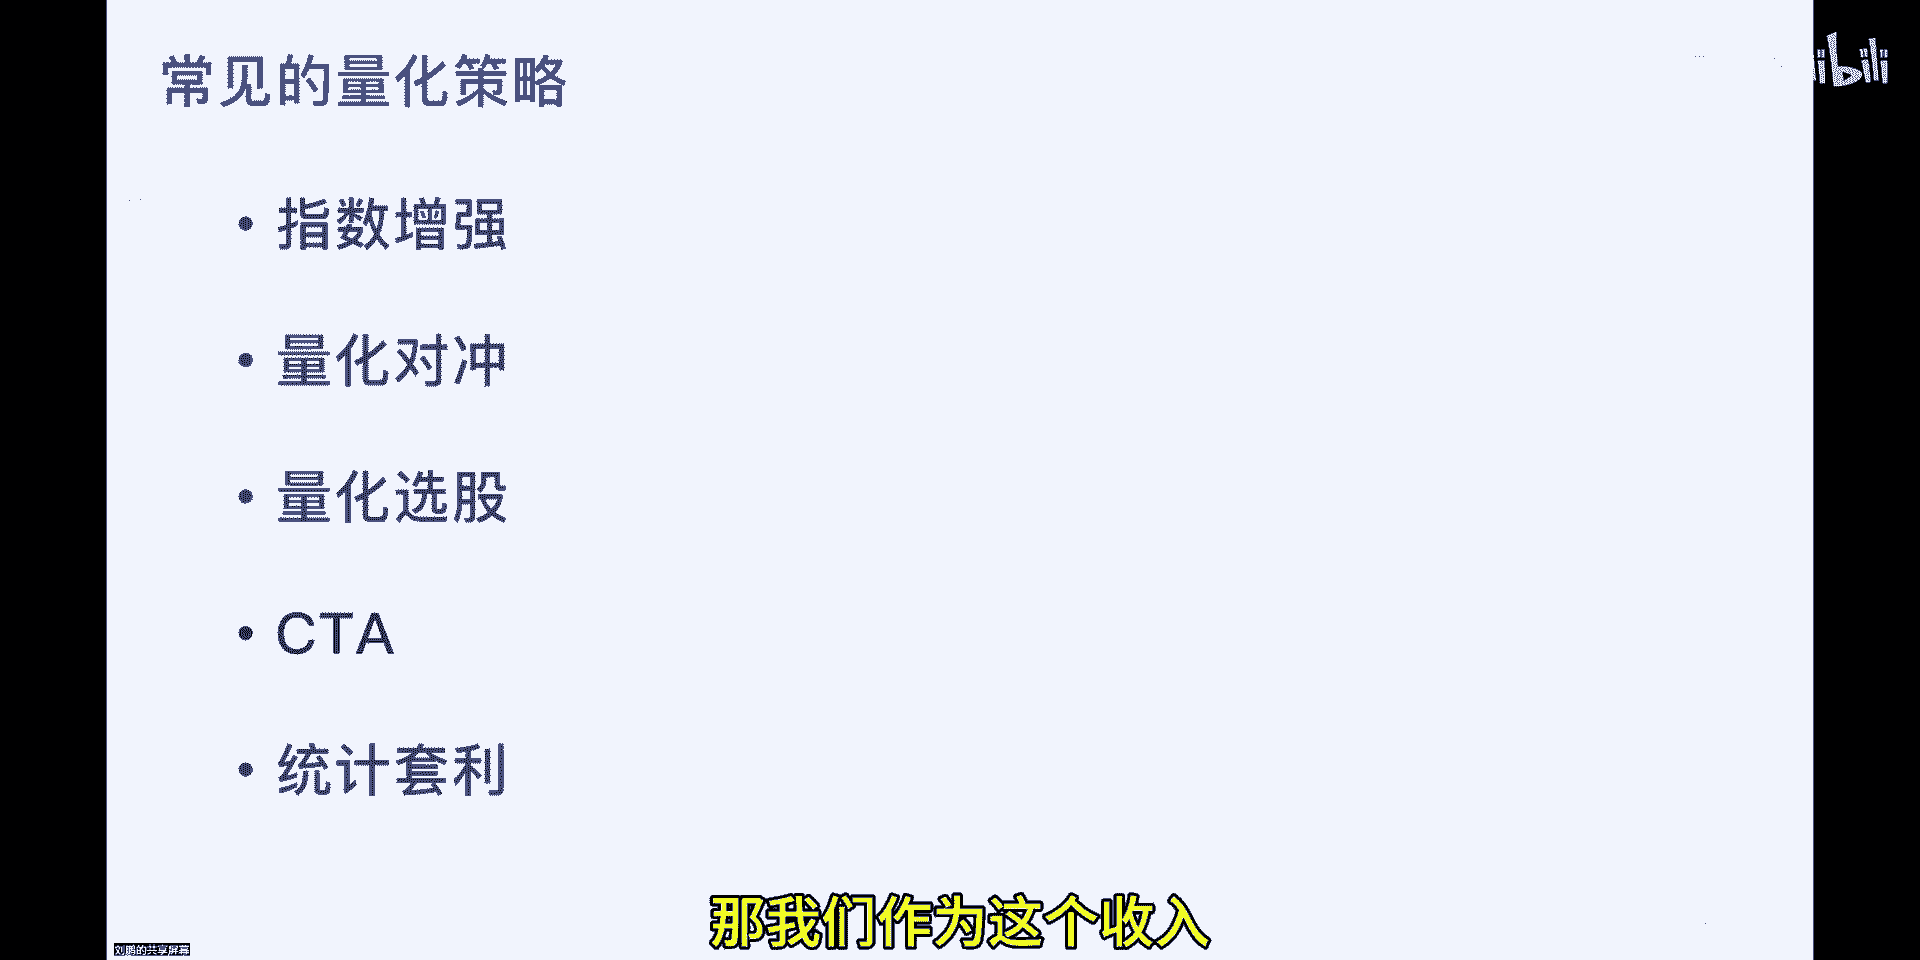 常见的量化策略
• 指数增强
• 量化对冲
• 量化选股
• CTA
• 统计套利
那我们作为这个收入
刘鹏的共享屏幕
ibili